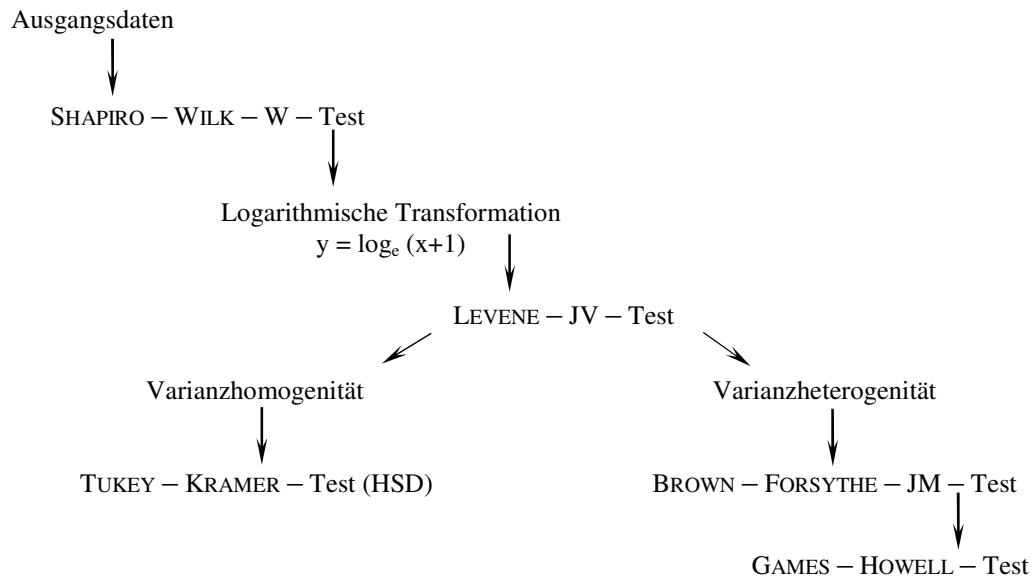 Ausgangsdaten
SHAPIRO – WILK – W – Test
Logarithmische Transformation
y = logₑ (x+1)
LEVENE – JV – Test
Varianzhomogenität
Varianzheterogenität
TUKEY – KRAMER – Test (HSD)
BROWN – FORSYTHE – JM – Test
GAMES – HOWELL – Test